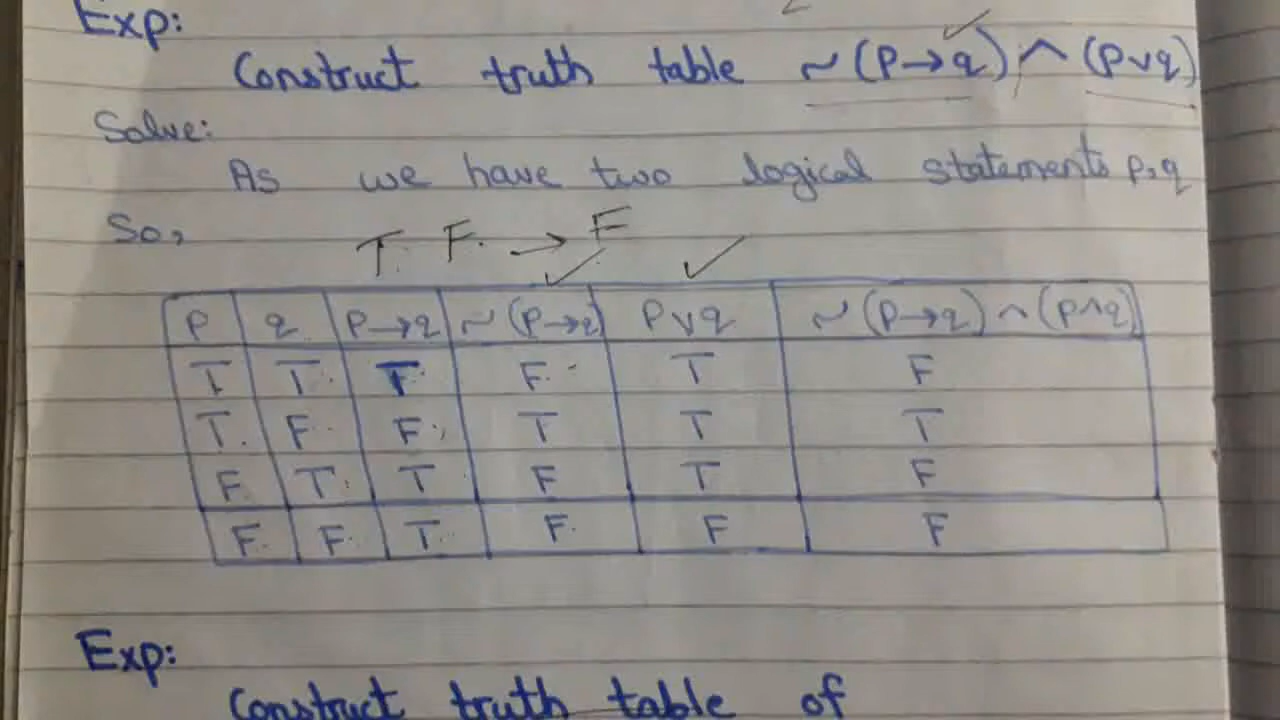 Exp:
Construct truth table ~(P→q) ^ (P∨q)
Solve:
As we have two logical statements p,q
So,
T. F. → F
P q P→q ~(P→q) P∨q ~(P→q) ^ (P^q)
T T T F T F
T F F T T T
F T T F T F
F F T F F F
Exp:
Construct truth table of